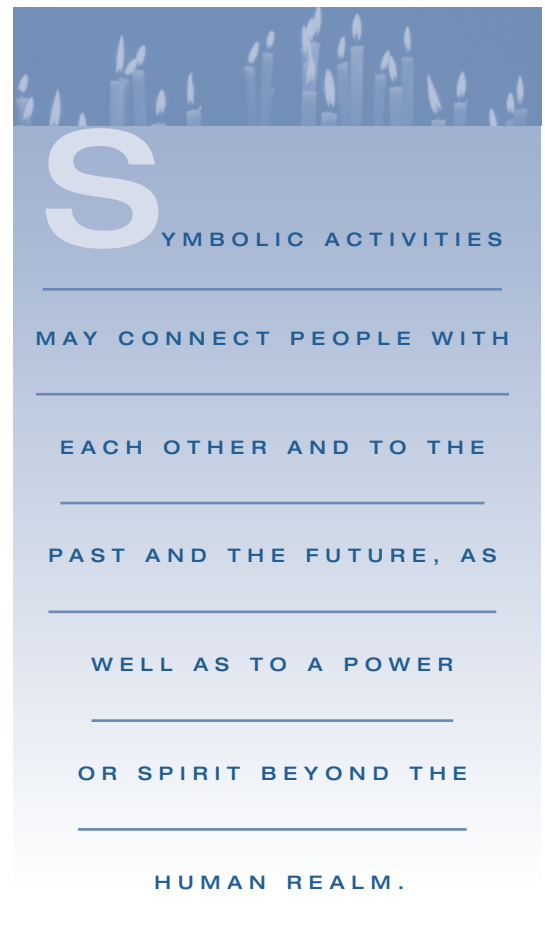 SYMBOLIC ACTIVITIES
MAY CONNECT PEOPLE WITH
EACH OTHER AND TO THE
PAST AND THE FUTURE, AS
WELL AS TO A POWER
OR SPIRIT BEYOND THE
HUMAN REALM.